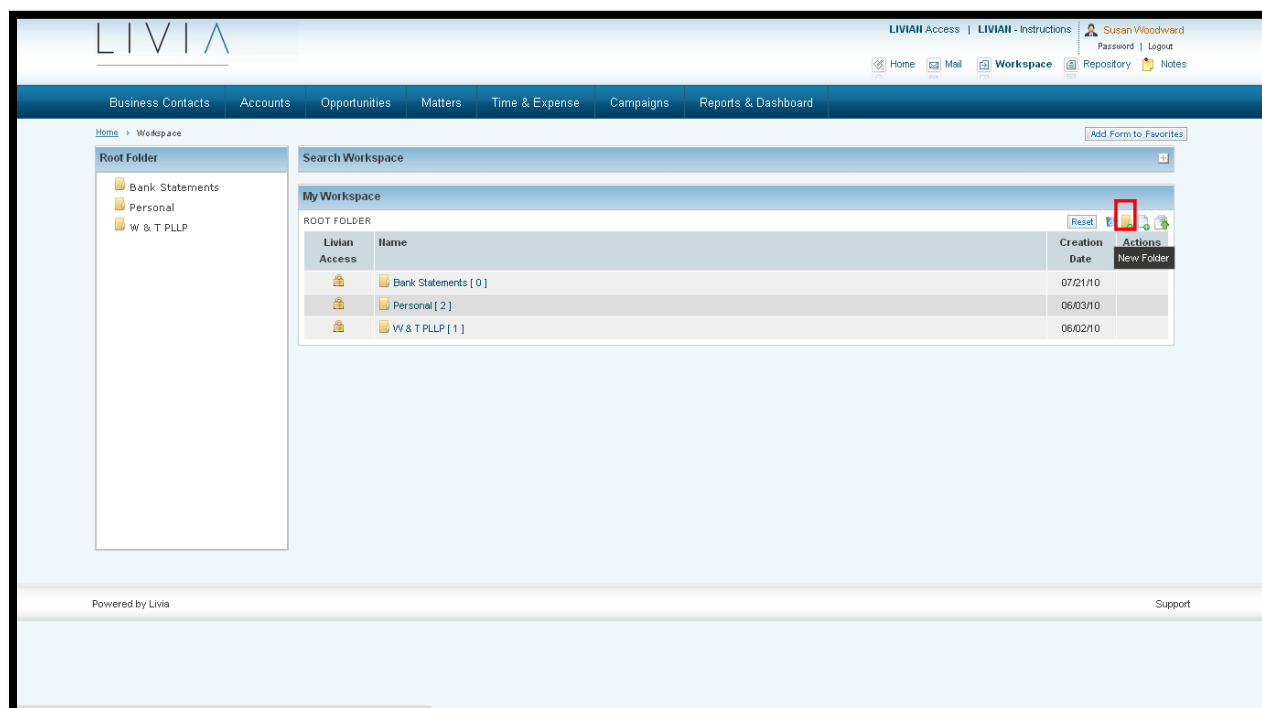 LIVIA
LIVIAN Access | LIVIAN - Instructions Susan Woodward
Password | Logout
Home Mail Workspace Repository Notes
Business Contacts Accounts Opportunities Matters Time & Expense Campaigns Reports & Dashboard
Home Workspace
Add Form to Favorites
Root Folder
Bank Statements
Personal
W & T PLLP
Search Workspace
My Workspace
ROOT FOLDER
Reset
Livian Access Name Creation Date Actions
New Folder
Bank Statements [ 0 ] 07/21/10
Personal [ 2 ] 06/03/10
W & T PLLP [ 1 ] 06/02/10
Powered by Livia Support